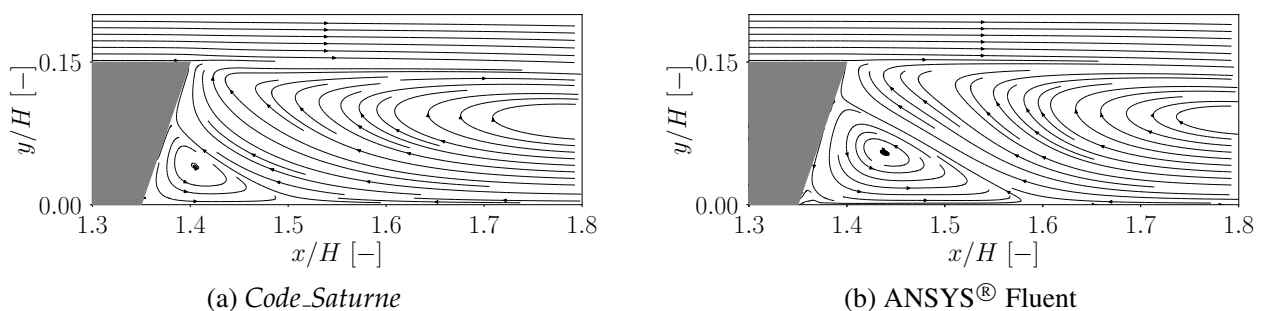 0.15
y/H [−]
0.00
1.3 1.4 1.5 1.6 1.7 1.8
x/H [−]
(a) Code_Saturne
0.15
y/H [−]
0.00
1.3 1.4 1.5 1.6 1.7 1.8
x/H [−]
(b) ANSYS® Fluent